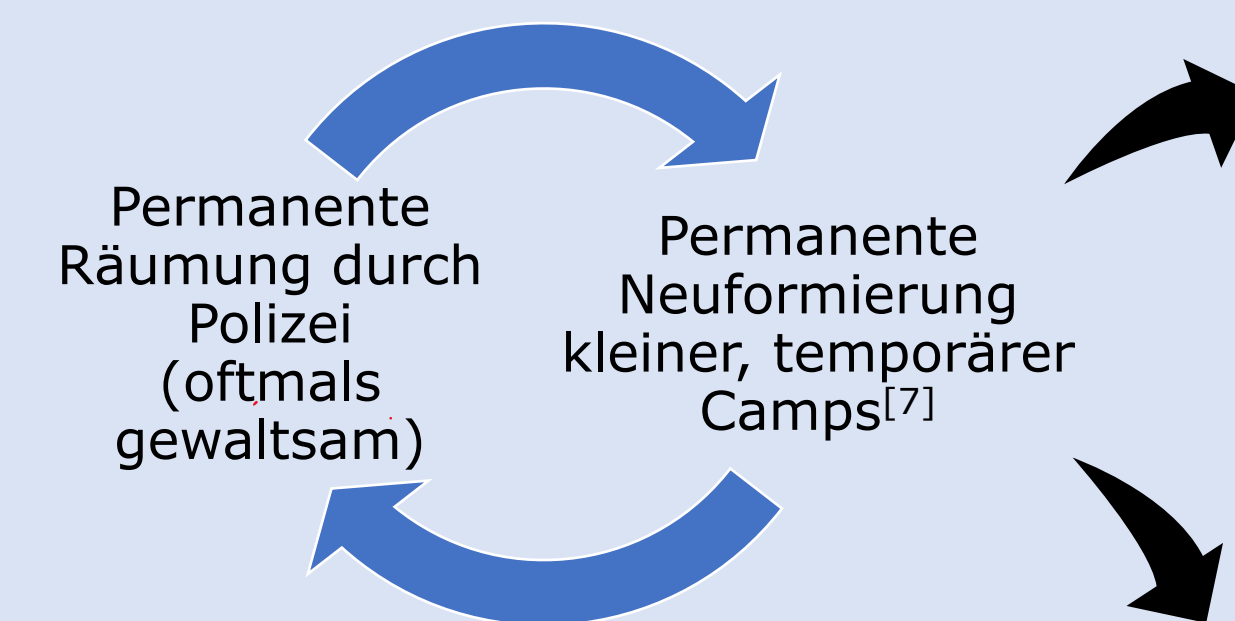 Permanente
Räumung durch
Polizei
(oftmals
gewaltsam)
Permanente
Neuformierung
kleiner, temporärer
Camps[7]